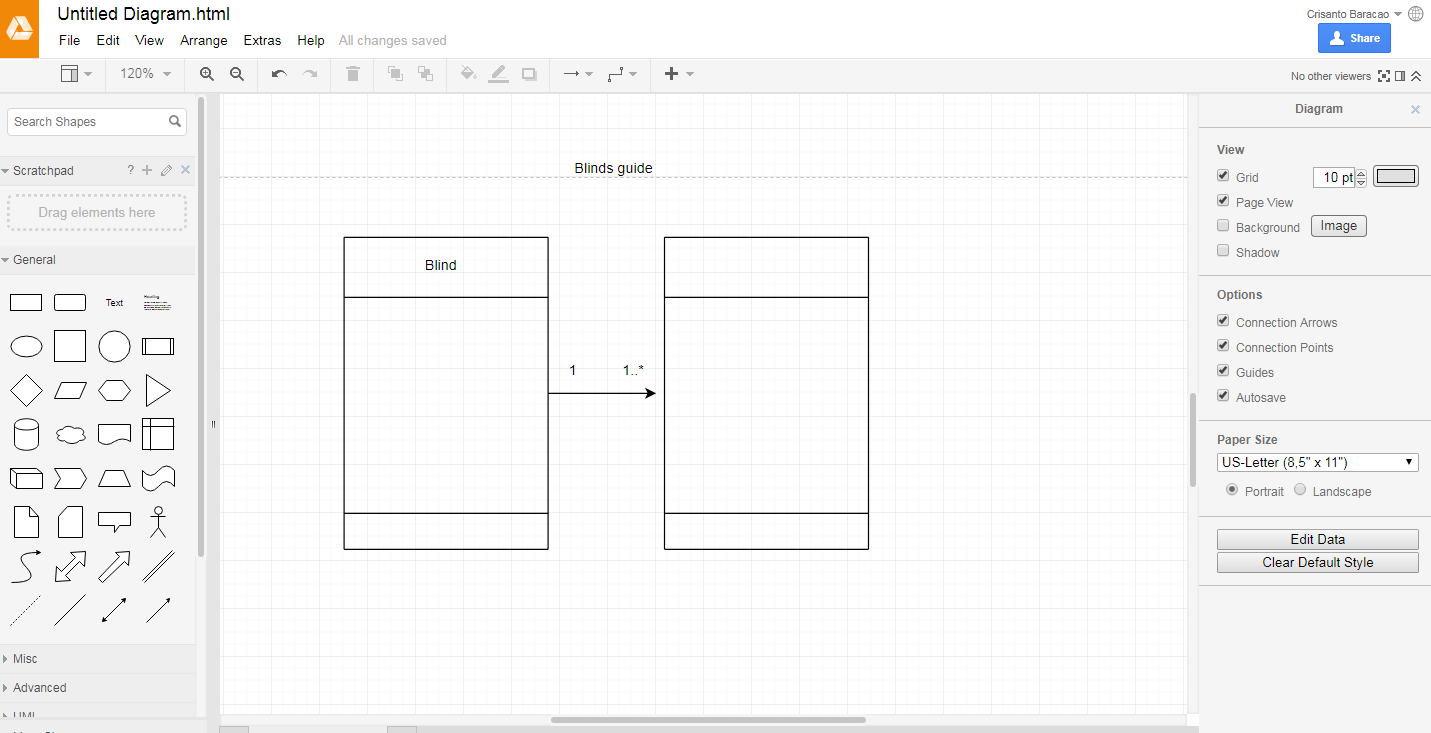 Untitled Diagram.html
Crisanto Baracao
File Edit View Arrange Extras Help All changes saved
Share
120%
No other viewers
Search Shapes
Scratchpad ?
Drag elements here
General
Text
Heading
Misc
Advanced
UML
Blinds guide
Blind
1 1..*
Diagram
View
Grid 10 pt
Page View
Background Image
Shadow
Options
Connection Arrows
Connection Points
Guides
Autosave
Paper Size
US-Letter (8,5" x 11")
Portrait Landscape
Edit Data
Clear Default Style